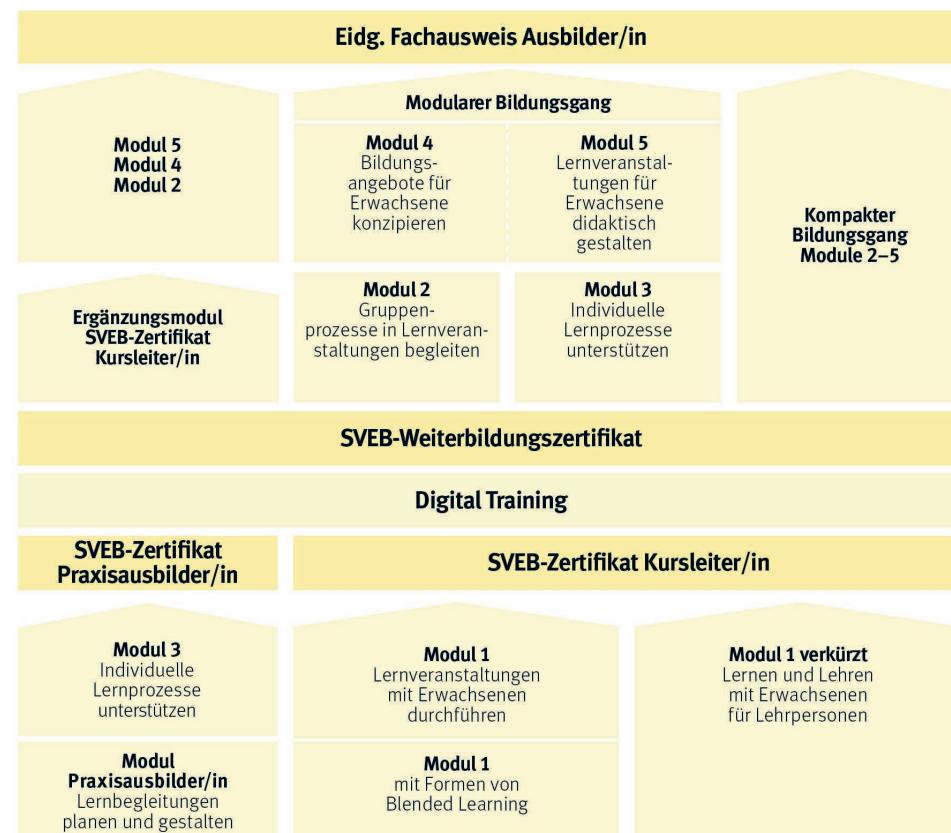 Eidg. Fachausweis Ausbilder/in
Modul 5
Modul 4
Modul 2
Modularer Bildungsgang
Modul 4
Bildungs-
angebote für
Erwachsene
konzipieren
Modul 5
Lernveranstal-
tungen für
Erwachsene
didaktisch
gestalten
Kompakter
Bildungsgang
Module 2–5
Ergänzungsmodul
SVEB-Zertifikat
Kursleiter/in
Modul 2
Gruppen-
prozesse in Lernveran-
staltungen begleiten
Modul 3
Individuelle
Lernprozesse
unterstützen
SVEB-Weiterbildungszertifikat
Digital Training
SVEB-Zertifikat
Praxisausbilder/in
SVEB-Zertifikat Kursleiter/in
Modul 3
Individuelle
Lernprozesse
unterstützen
Modul 1
Lernveranstaltungen
mit Erwachsenen
durchführen
Modul 1 verkürzt
Lernen und Lehren
mit Erwachsenen
für Lehrpersonen
Modul
Praxisausbilder/in
Lernbegleitungen
planen und gestalten
Modul 1
mit Formen von
Blended Learning